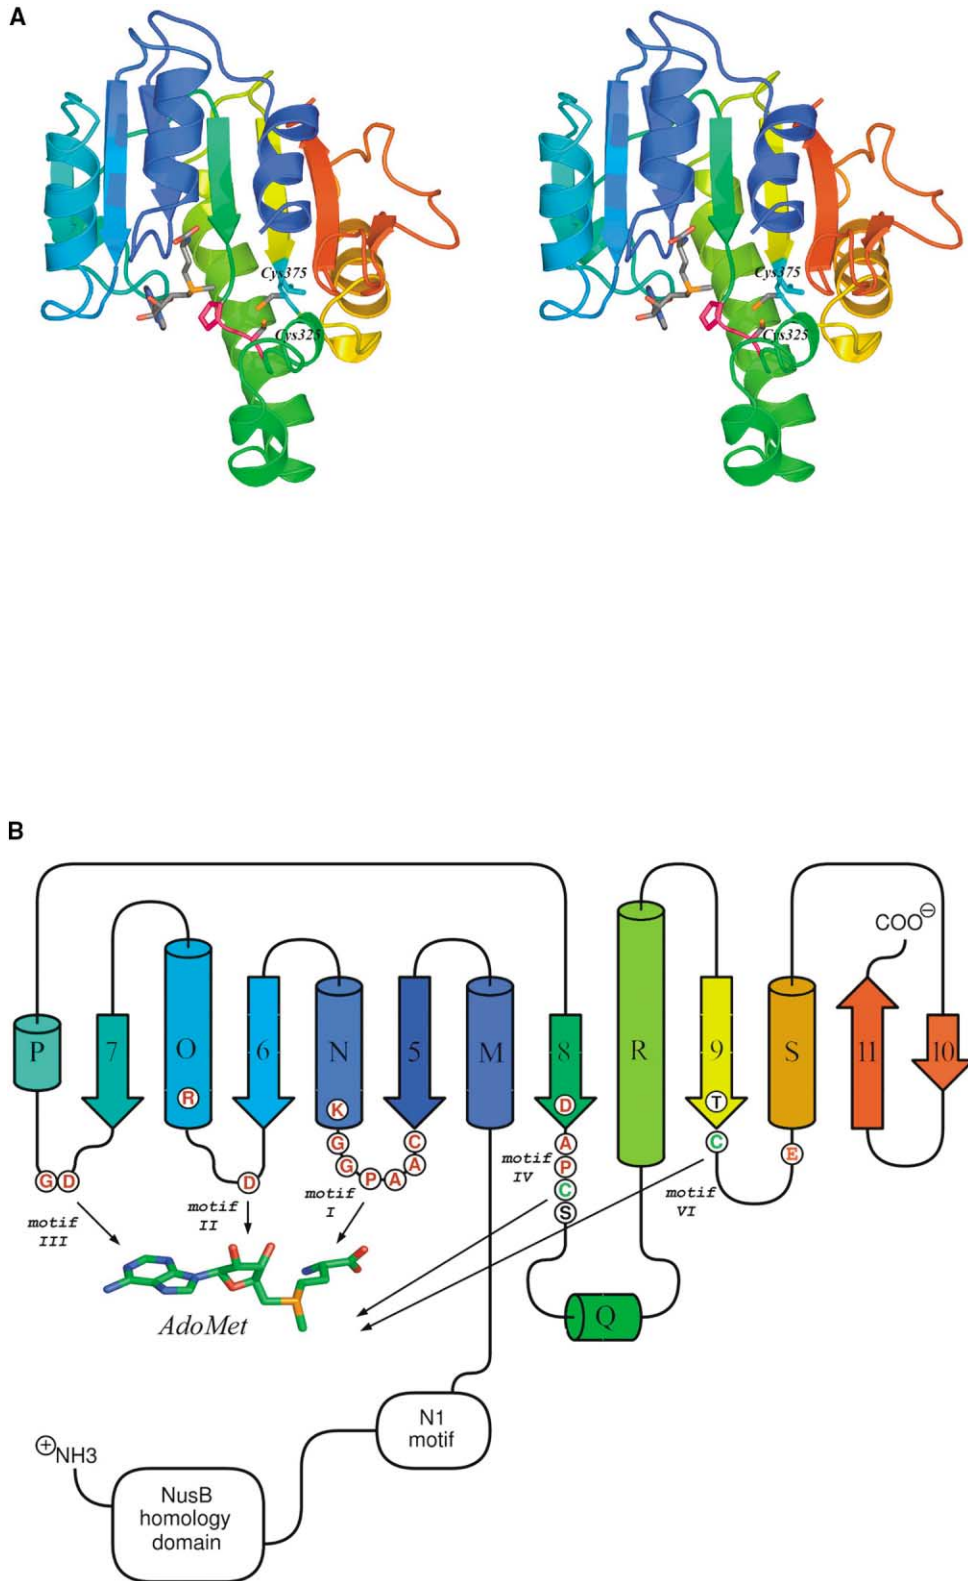 A
Cys375
Cys325
Cys375
Cys325
B
COO⊖
P
7
O
6
N
5
M
8
R
9
S
11
10
R
K
D
T
G
C
A
C
E
G
A
P
G D
D
P A
C
S
motif
III
motif
II
motif
I
motif
IV
motif
VI
AdoMet
Q
N1
motif
⊕NH3
NusB
homology
domain